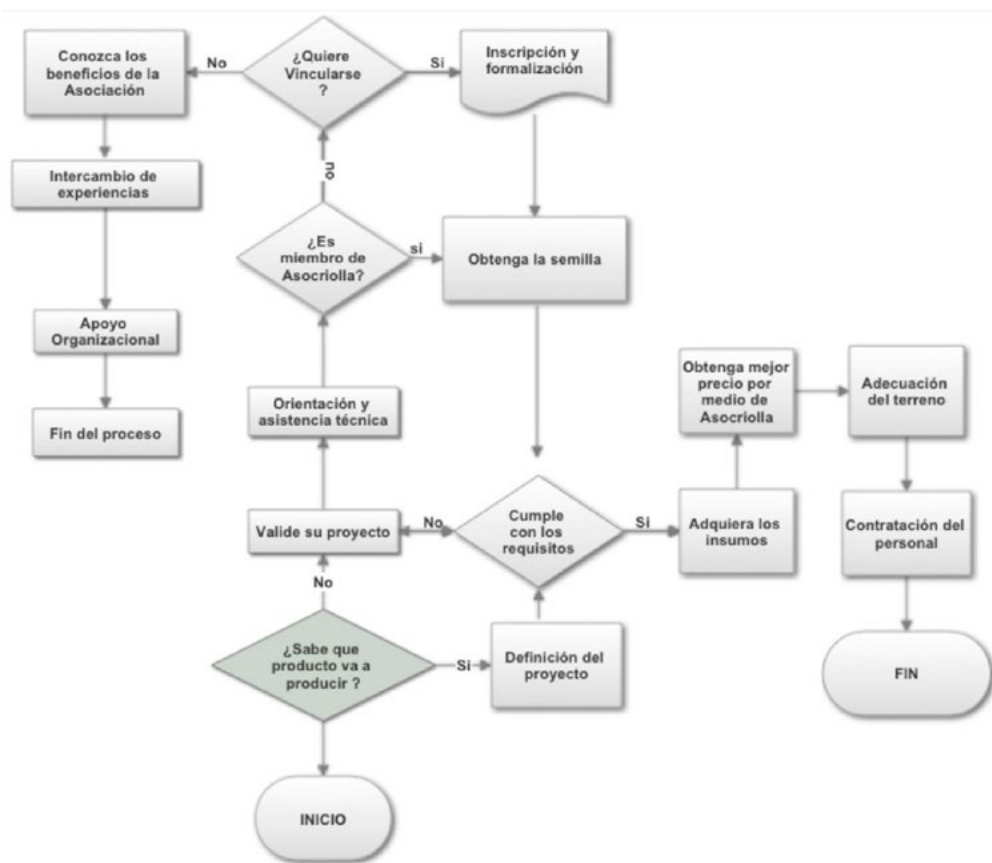 Conozca los
beneficios de la
Asociación
No
¿Quiere
Vincularse
?
Si
Inscripción y
formalización
Intercambio de
experiencias
no
¿Es
miembro de
Asocriolla?
si
Obtenga la semilla
Apoyo
Organizacional
Fin del proceso
Orientación y
asistencia técnica
Obtenga mejor
precio por
medio de
Asocriolla
Adecuación
del terreno
Valide su proyecto
No
Cumple
con los
requisitos
Si
Adquiera los
insumos
Contratación del
personal
No
¿Sabe que
producto va a
producir ?
Si
Definición del
proyecto
FIN
INICIO